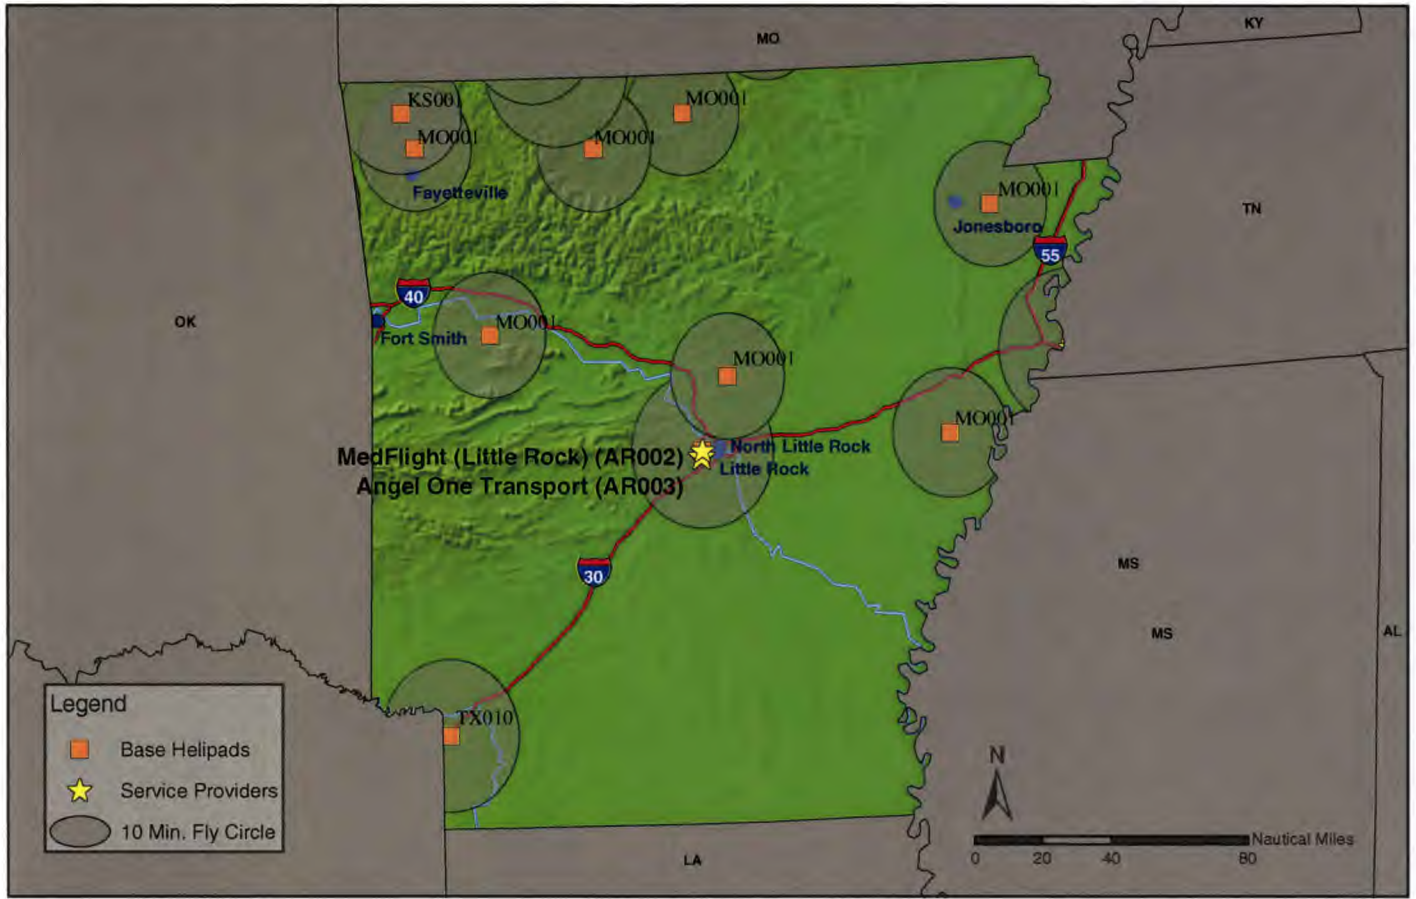 MO
KY
KS001
MO001
MO001
MO001
Fayetteville
MO001
Jonesboro
TN
55
40
OK
MO001
Fort Smith
MO001
MO001
North Little Rock
MedFlight (Little Rock) (AR002)
Little Rock
Angel One Transport (AR003)
30
MS
MS
AL
TX010
Legend
Base Helipads
Service Providers
10 Min. Fly Circle
N
Nautical Miles
0 20 40 80
LA